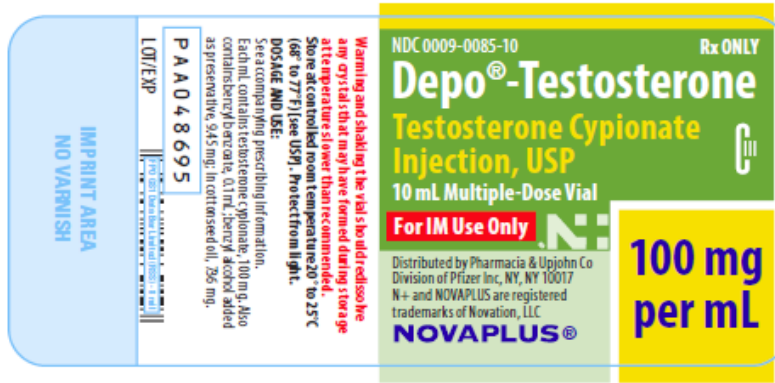 NDC 0009-0085-10
Rx ONLY
Depo®-Testosterone
Testosterone Cypionate
Injection, USP
CIII
10 mL Multiple-Dose Vial
For IM Use Only
N+
100 mg
per mL
Distributed by Pharmacia & Upjohn Co
Division of Pfizer Inc, NY, NY 10017
N+ and NOVAPLUS are registered
trademarks of Novation, LLC
NOVAPLUS®
Warming and shaking the vial should redissolve
any crystals that may have formed during storage
at temperatures lower than recommended.
Store at controlled room temperature 20° to 25°C
(68° to 77°F) [see USP]. Protect from light.
DOSAGE AND USE:
See accompanying prescribing information.
Each mL contains testosterone cypionate, 100 mg. Also
contains benzyl benzoate, 0.1 mL; benzyl alcohol added
as preservative, 9.45 mg; in cottonseed oil, 736 mg.
PAA048695
LOT/EXP
IMPRINT AREA
NO VARNISH